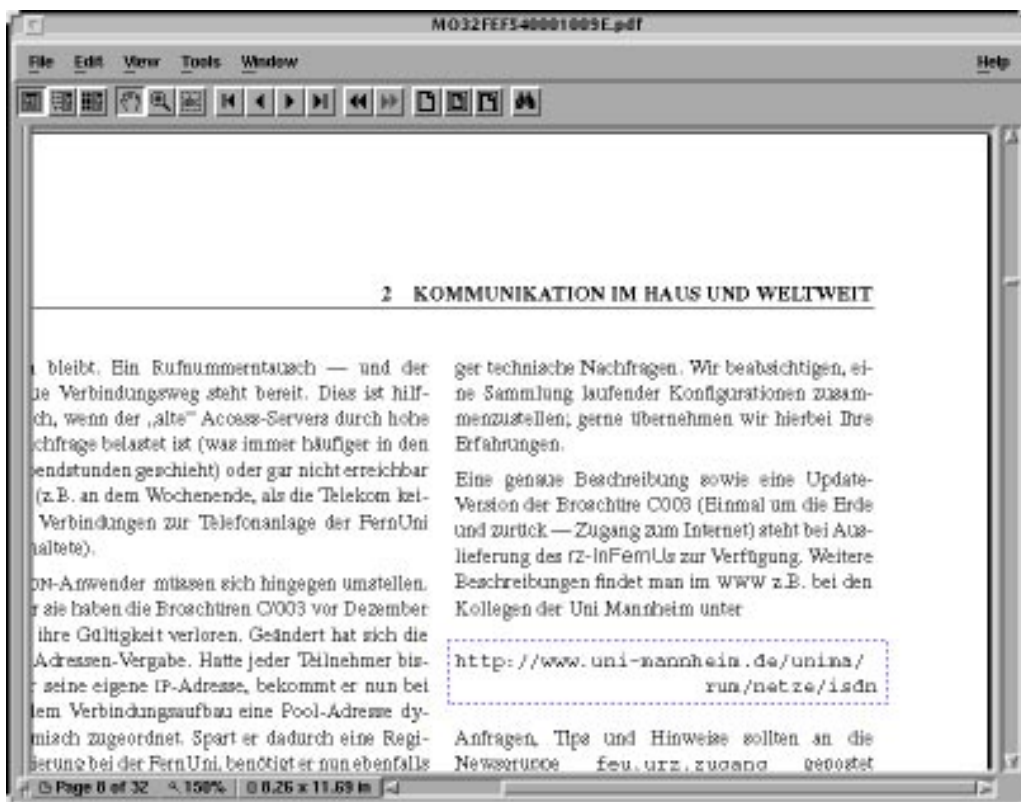 MO32FEF540001009E.pdf
File Edit View Tools Window Help
2 KOMMUNIKATION IM HAUS UND WELTWEIT
bleibt. Ein Rufnummerntausch — und der
ue Verbindungsweg steht bereit. Dies ist hilf-
ch, wenn der „alte“ Access-Servers durch hohe
chfrage belastet ist (was immer häufiger in den
endstunden geschieht) oder gar nicht erreichbar
(z.B. an dem Wochenende, als die Telekom kei-
Verbindungen zur Telefonanlage der FernUni
haltete).
ON-Anwender müssen sich hingegen umstellen.
r sie haben die Broschüren C/003 vor Dezember
ihre Gültigkeit verloren. Geändert hat sich die
Adressen-Vergabe. Hatte jeder Teilnehmer bis-
r seine eigene IP-Adresse, bekommt er nun bei
dem Verbindungsaufbau eine Pool-Adresse dy-
misch zugeordnet. Spart er dadurch eine Regi-
ierung bei der FernUni, benötigt er nun ebenfalls
ger technische Nachfragen. Wir beabsichtigen, ei-
ne Sammlung laufender Konfigurationen zusam-
menzustellen; gerne übernehmen wir hierbei Ihre
Erfahrungen.
Eine genaue Beschreibung sowie eine Update-
Version der Broschüre C003 (Einmal um die Erde
und zurück — Zugang zum Internet) steht bei Aus-
lieferung des rz-InFernUs zur Verfügung. Weitere
Beschreibungen findet man im WWW z.B. bei den
Kollegen der Uni Mannheim unter
http://www.uni-mannheim.de/unima/
rum/netze/isdn
Anfragen, Tips und Hinweise sollten an die
Newsgruppe feu.urz.zugang gepostet
Page 8 of 32 150% 8.26 x 11.69 in